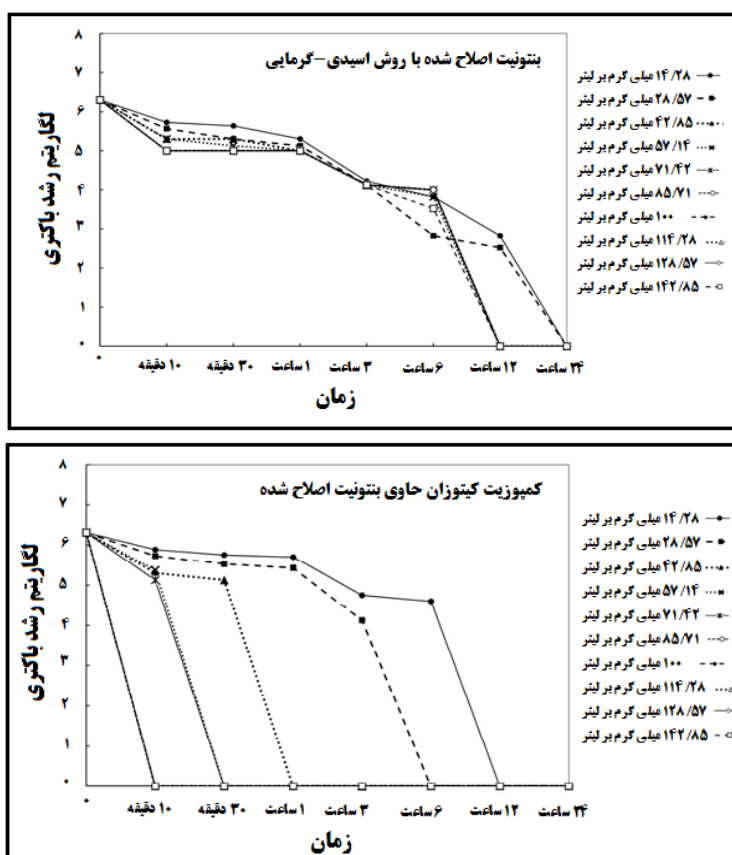 بنتونیت اصلاح شده با روش اسیدی-گرمایی
لگاریتم رشد باکتری
۸
۷
۶
۵
۴
۳
۲
۱
۰
۰
۱۰ دقیقه
۳۰ دقیقه
۱ ساعت
۳ ساعت
۶ ساعت
۱۲ ساعت
۲۴ ساعت
زمان
۱۴/۲۸ میلی گرم بر لیتر
۲۸/۵۷ میلی گرم بر لیتر
۴۲/۸۵ میلی گرم بر لیتر
۵۷/۱۴ میلی گرم بر لیتر
۷۱/۴۲ میلی گرم بر لیتر
۸۵/۷۱ میلی گرم بر لیتر
۱۰۰ میلی گرم بر لیتر
۱۱۴/۲۸ میلی گرم بر لیتر
۱۲۸/۵۷ میلی گرم بر لیتر
۱۴۲/۸۵ میلی گرم بر لیتر
کمپوزیت کیتوزان حاوی بنتونیت اصلاح شده
لگاریتم رشد باکتری
۸
۷
۶
۵
۴
۳
۲
۱
۰
۰
۱۰ دقیقه
۳۰ دقیقه
۱ ساعت
۳ ساعت
۶ ساعت
۱۲ ساعت
۲۴ ساعت
زمان
۱۴/۲۸ میلی گرم بر لیتر
۲۸/۵۷ میلی گرم بر لیتر
۴۲/۸۵ میلی گرم بر لیتر
۵۷/۱۴ میلی گرم بر لیتر
۷۱/۴۲ میلی گرم بر لیتر
۸۵/۷۱ میلی گرم بر لیتر
۱۰۰ میلی گرم بر لیتر
۱۱۴/۲۸ میلی گرم بر لیتر
۱۲۸/۵۷ میلی گرم بر لیتر
۱۴۲/۸۵ میلی گرم بر لیتر